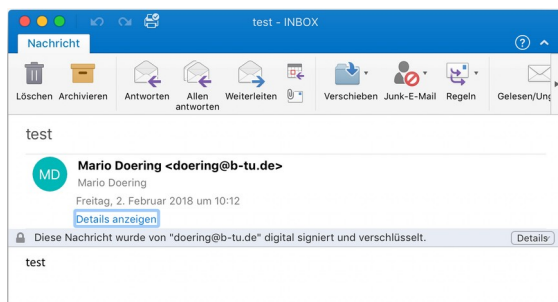 test - INBOX
Nachricht
Löschen Archivieren Antworten Allen antworten Weiterleiten Verschieben Junk-E-Mail Regeln Gelesen/Ung
test
MD
Mario Doering <doering@b-tu.de>
Mario Doering
Freitag, 2. Februar 2018 um 10:12
Details anzeigen
Diese Nachricht wurde von "doering@b-tu.de" digital signiert und verschlüsselt. Details
test